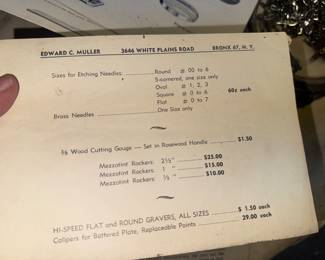 EDWARD C. MULLER 3646 WHITE PLAINS ROAD BRONX 67, N. Y.
Sizes for Etching Needles: Round # 00 to 6
5-cornered, one size only
Oval # 1, 2, 3
Square # 0 to 6 60¢ each
Flat # 0 to 7
Brass Needles One Size only
⅝ Wood Cutting Gouge — Set in Rosewood Handle $1.50
Mezzotint Rockers: 2½" $25.00
Mezzotint Rockers: 1 " $15.00
Mezzotint Rockers: ½" $10.00
HI-SPEED FLAT and ROUND GRAVERS, ALL SIZES $ 1.50 each
Calipers for Battered Plate, Replaceable Points 29.00 each